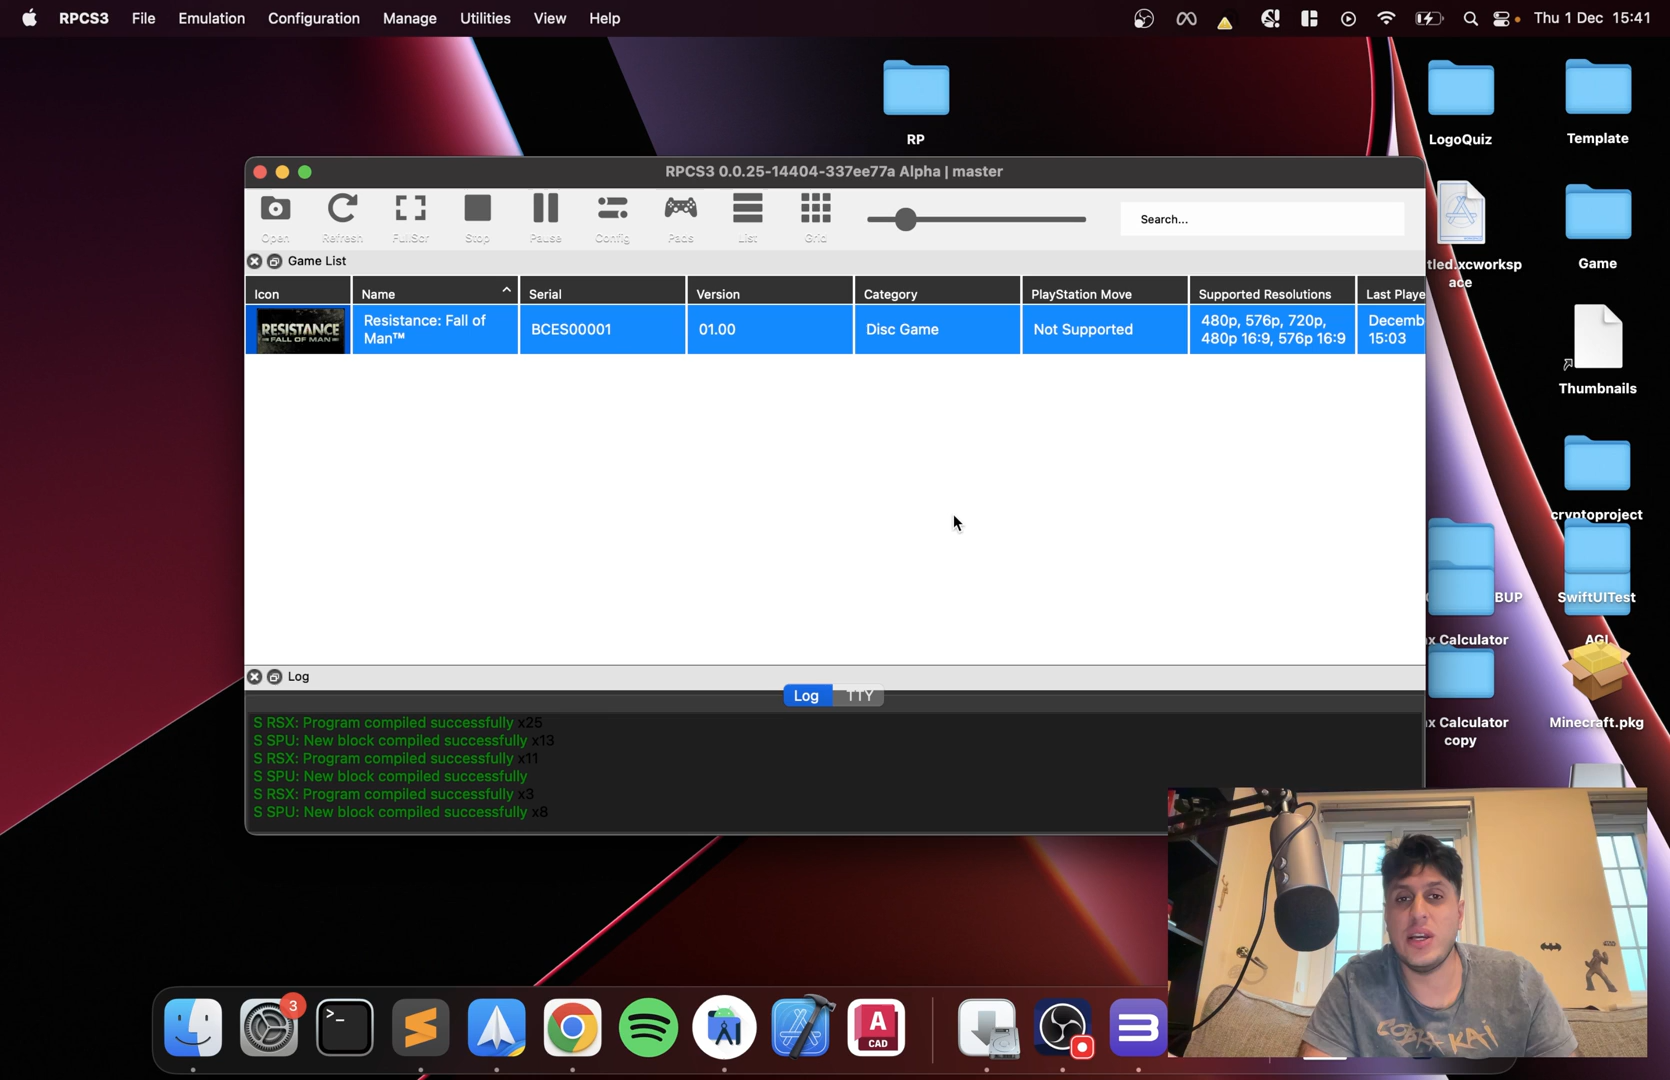 RPCS3 File Emulation Configuration Manage Utilities View Help Thu 1 Dec 15:41
RP
LogoQuiz
Template
RPCS3 0.0.25-14404-337ee77a Alpha | master
Open Refresh FullScr Stop Pause Config Pads List Grid
Search...
Game List
tled.xcworksp
ace
Game
Icon Name Serial Version Category PlayStation Move Supported Resolutions Last Playe
RESISTANCE
FALL OF MAN
Resistance: Fall of
Man™
BCES00001
01.00
Disc Game
Not Supported
480p, 576p, 720p,
480p 16:9, 576p 16:9
Decemb
15:03
Thumbnails
cryptoproject
BUP
SwiftUITest
x Calculator
AGI
Log
Log TTY
x Calculator
copy
Minecraft.pkg
S RSX: Program compiled successfully x25
S SPU: New block compiled successfully x13
S RSX: Program compiled successfully x11
S SPU: New block compiled successfully
S RSX: Program compiled successfully x3
S SPU: New block compiled successfully x8
3
>_
A
CAD
COBRA KAI